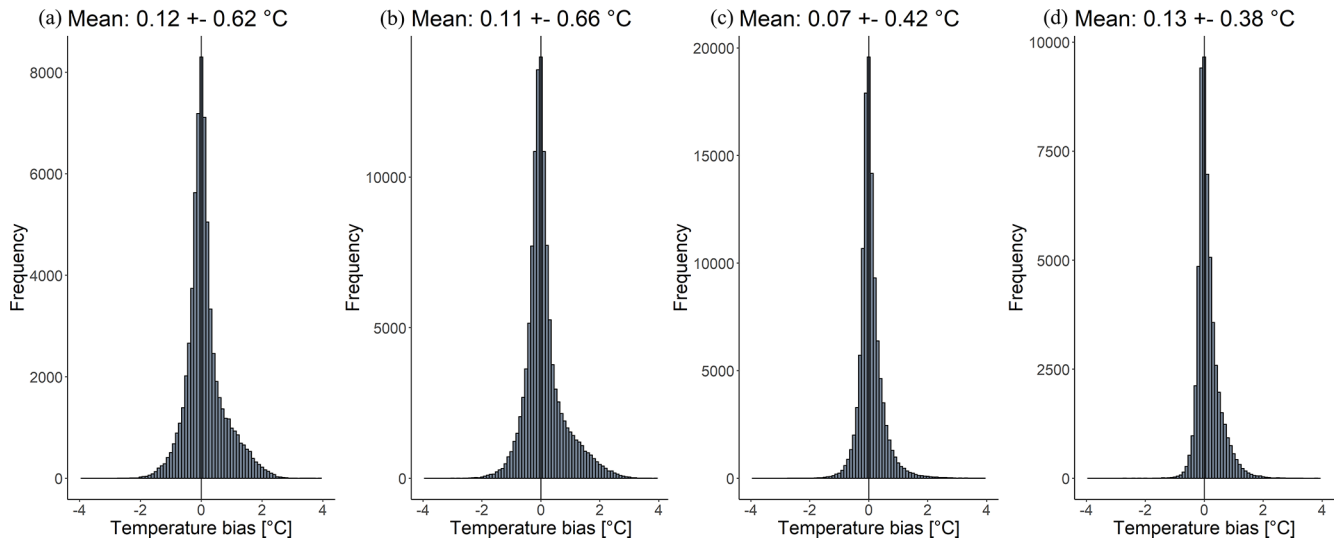 (a) Mean: 0.12 +- 0.62 °C
8000
6000
4000
2000
0
Frequency
-4 -2 0 2 4
Temperature bias [°C]
(b) Mean: 0.11 +- 0.66 °C
10000
5000
0
Frequency
-4 -2 0 2 4
Temperature bias [°C]
(c) Mean: 0.07 +- 0.42 °C
20000
15000
10000
5000
0
Frequency
-4 -2 0 2 4
Temperature bias [°C]
(d) Mean: 0.13 +- 0.38 °C
10000
7500
5000
2500
0
Frequency
-4 -2 0 2 4
Temperature bias [°C]